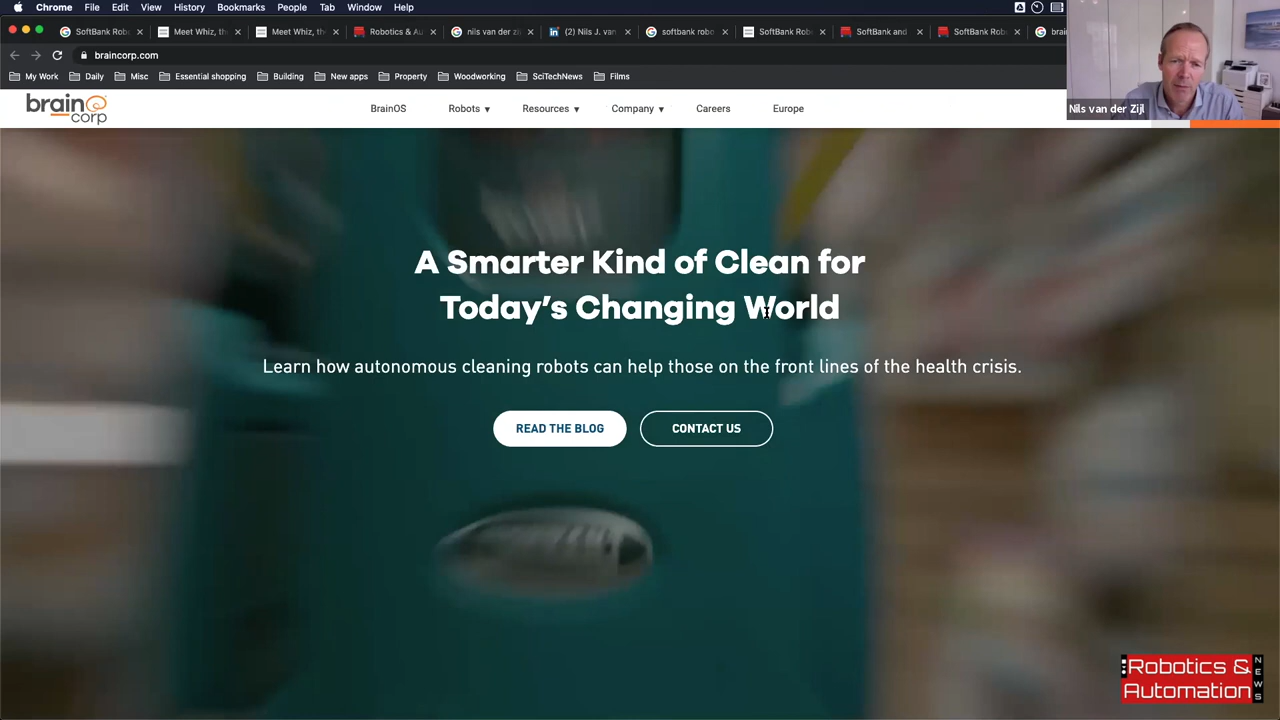 Chrome File Edit View History Bookmarks People Tab Window Help
SoftBank Rob
Meet Whiz, th
Meet Whiz, th
Robotics & Au
nils van der zi
(2) Nils J. van
softbank robo
SoftBank Rob
SoftBank and
SoftBank Rob
brain
braincorp.com
My Work Daily Misc Essential shopping Building New apps Property Woodworking SciTechNews Films
Nils van der Zijl
brain corp
BrainOS Robots Resources Company Careers Europe
A Smarter Kind of Clean for
Today's Changing World
Learn how autonomous cleaning robots can help those on the front lines of the health crisis.
READ THE BLOG CONTACT US
Robotics &
Automation
NEWS